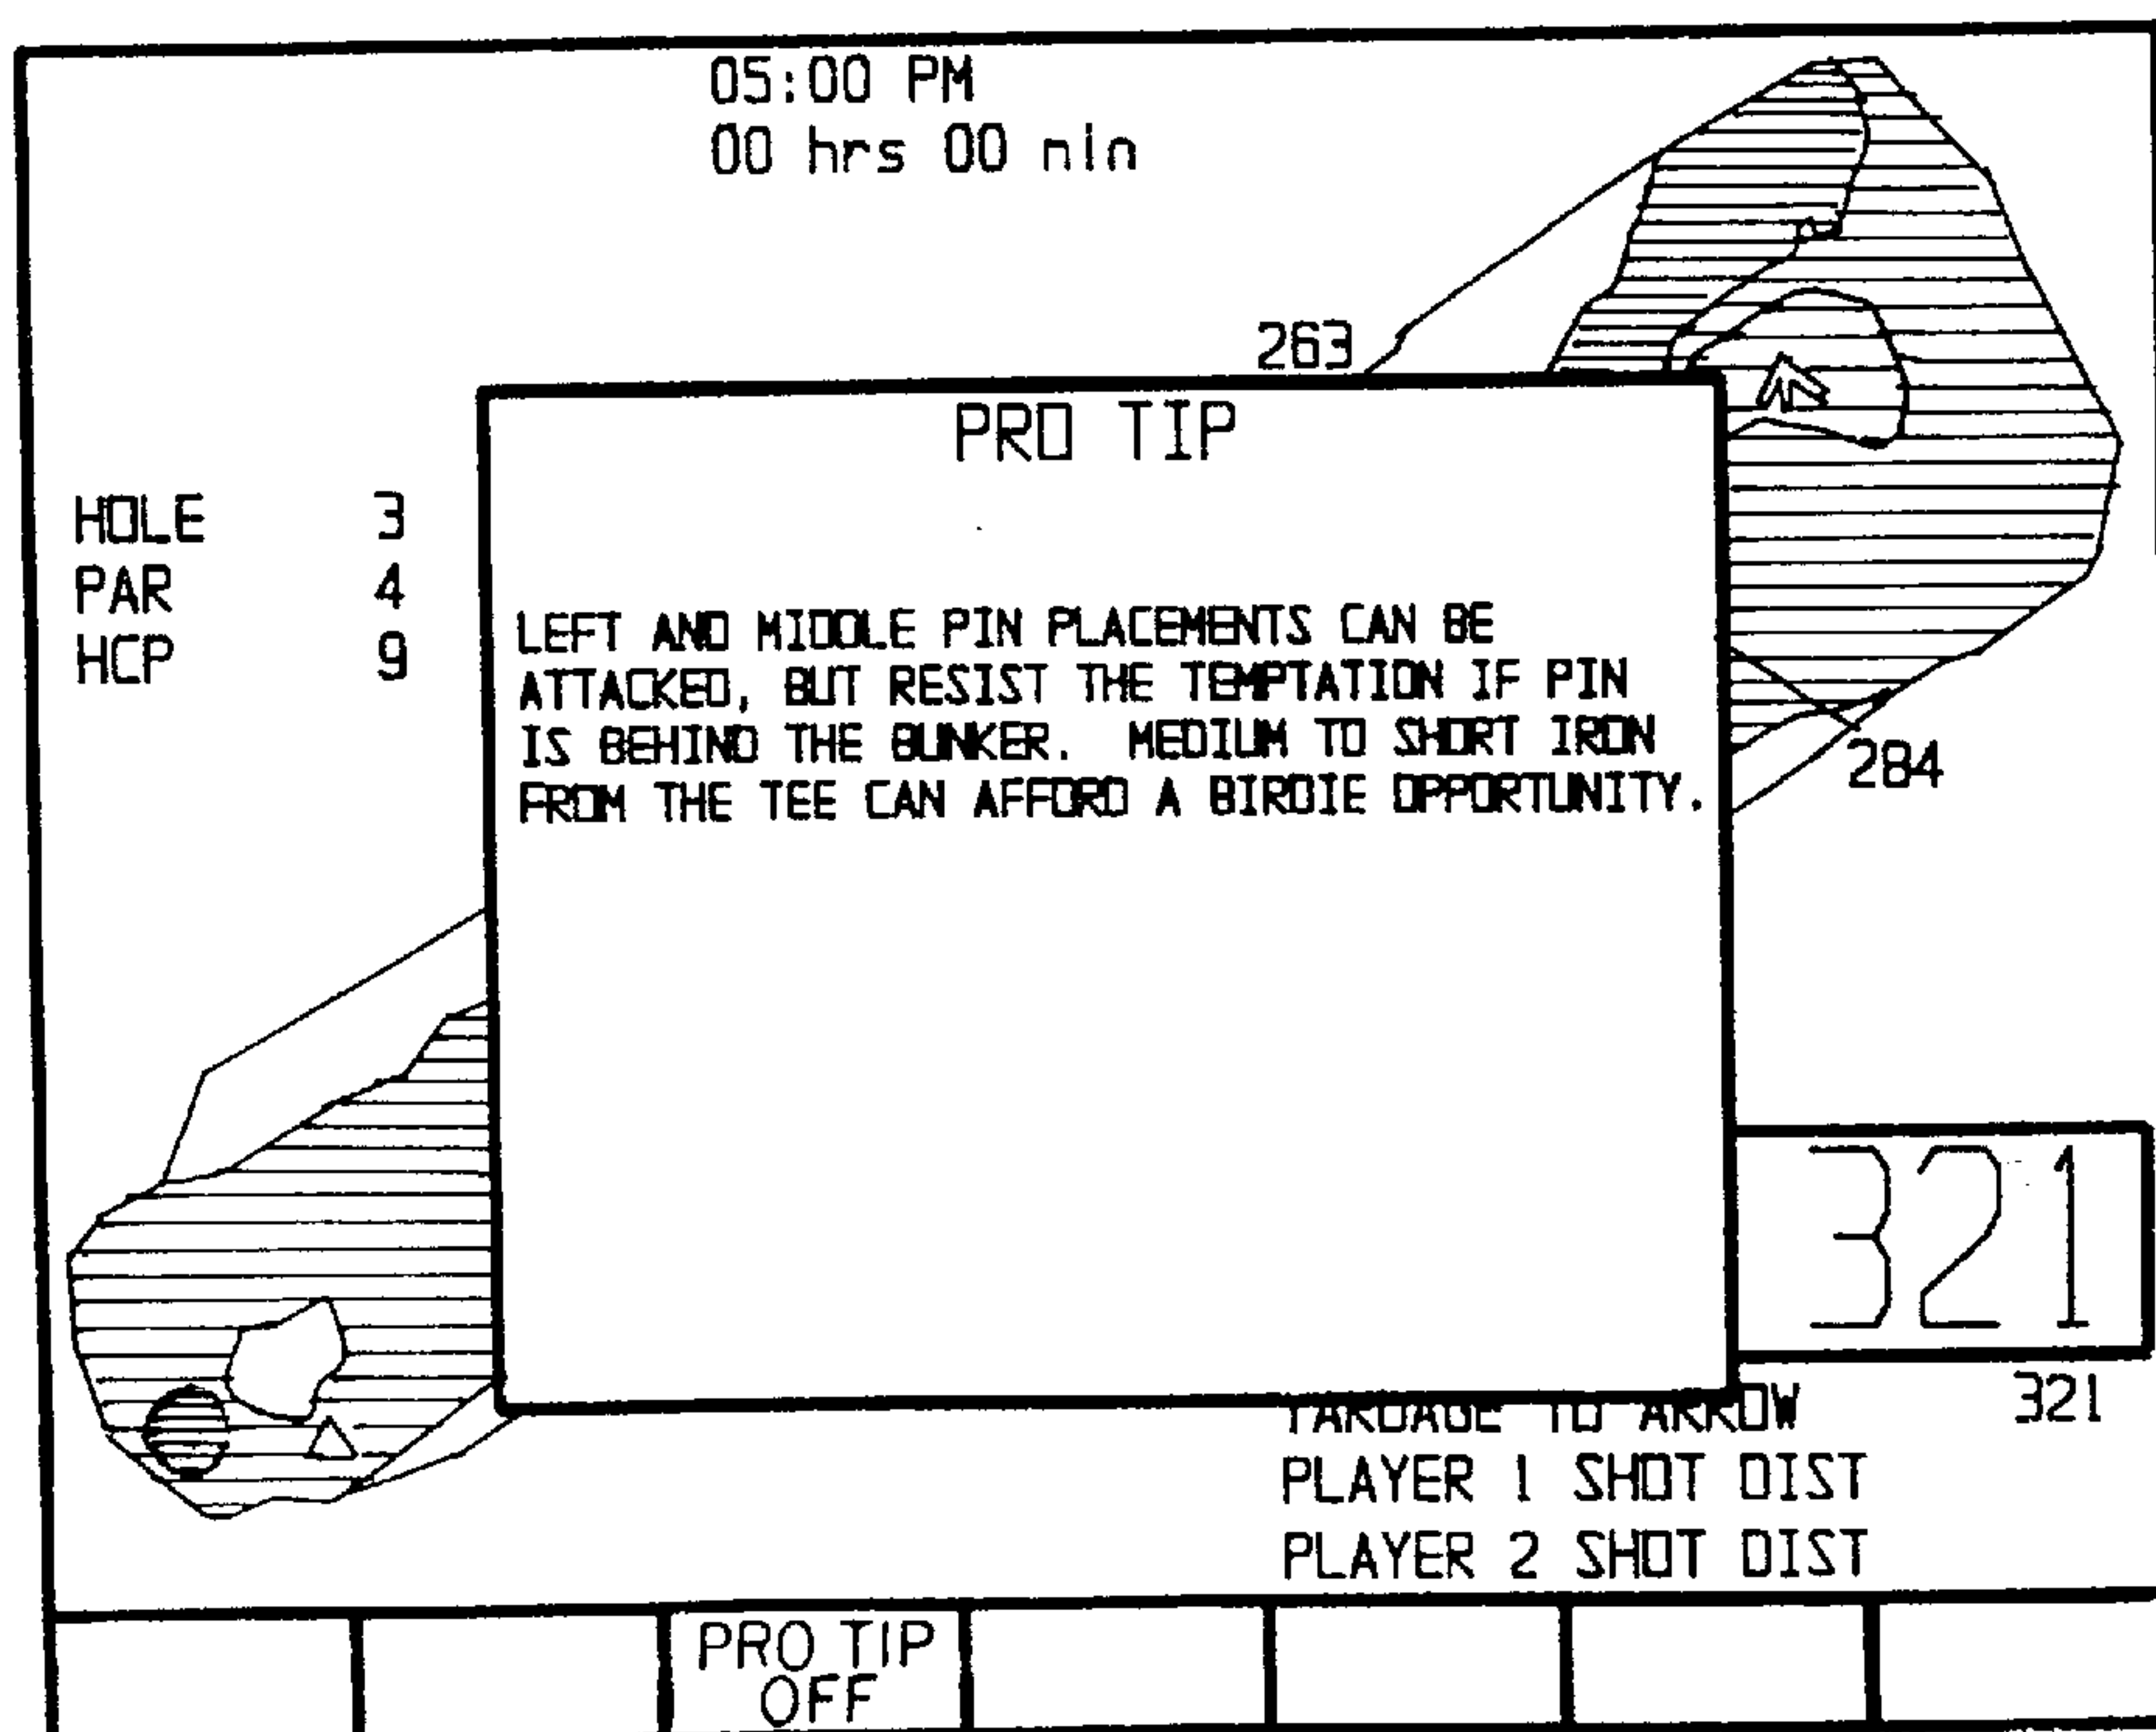 05:00 PM
00 hrs 00 nin
263
PRO TIP
HOLE 3
PAR 4
HCP 9
LEFT AND MIDDLE PIN PLACEMENTS CAN BE
ATTACKED, BUT RESIST THE TEMPTATION IF PIN
IS BEHIND THE BUNKER. MEDIUM TO SHORT IRON
FROM THE TEE CAN AFFORD A BIRDIE OPPORTUNITY.
284
321
YARDAGE TO ARROW 321
PLAYER 1 SHOT DIST
PLAYER 2 SHOT DIST
PRO TIP
OFF